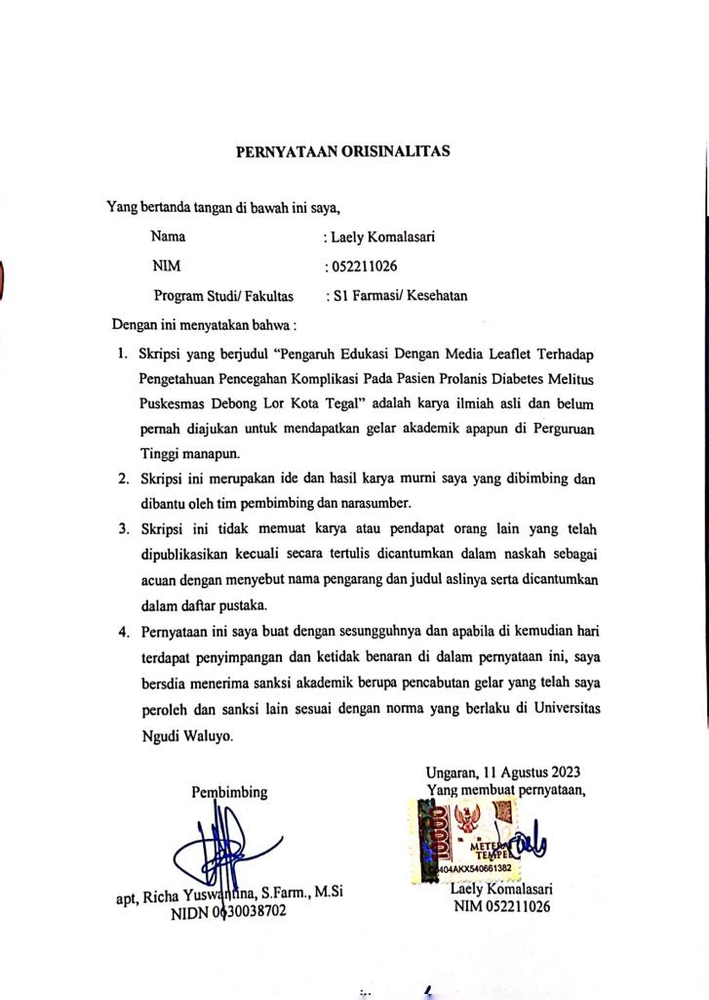 PERNYATAAN ORISINALITAS
Yang bertanda tangan di bawah ini saya,
Nama : Laely Komalasari
NIM : 052211026
Program Studi/ Fakultas : S1 Farmasi/ Kesehatan
Dengan ini menyatakan bahwa :
1. Skripsi yang berjudul “Pengaruh Edukasi Dengan Media Leaflet Terhadap
Pengetahuan Pencegahan Komplikasi Pada Pasien Prolanis Diabetes Melitus
Puskesmas Debong Lor Kota Tegal” adalah karya ilmiah asli dan belum
pernah diajukan untuk mendapatkan gelar akademik apapun di Perguruan
Tinggi manapun.
2. Skripsi ini merupakan ide dan hasil karya murni saya yang dibimbing dan
dibantu oleh tim pembimbing dan narasumber.
3. Skripsi ini tidak memuat karya atau pendapat orang lain yang telah
dipublikasikan kecuali secara tertulis dicantumkan dalam naskah sebagai
acuan dengan menyebut nama pengarang dan judul aslinya serta dicantumkan
dalam daftar pustaka.
4. Pernyataan ini saya buat dengan sesungguhnya dan apabila di kemudian hari
terdapat penyimpangan dan ketidak benaran di dalam pernyataan ini, saya
bersdia menerima sanksi akademik berupa pencabutan gelar yang telah saya
peroleh dan sanksi lain sesuai dengan norma yang berlaku di Universitas
Ngudi Waluyo.
Ungaran, 11 Agustus 2023
Pembimbing
Yang membuat pernyataan,
10000
METERAI
TEMPEL
404AKX540661382
apt, Richa Yuswantina, S.Farm., M.Si
NIDN 0630038702
Laely Komalasari
NIM 052211026